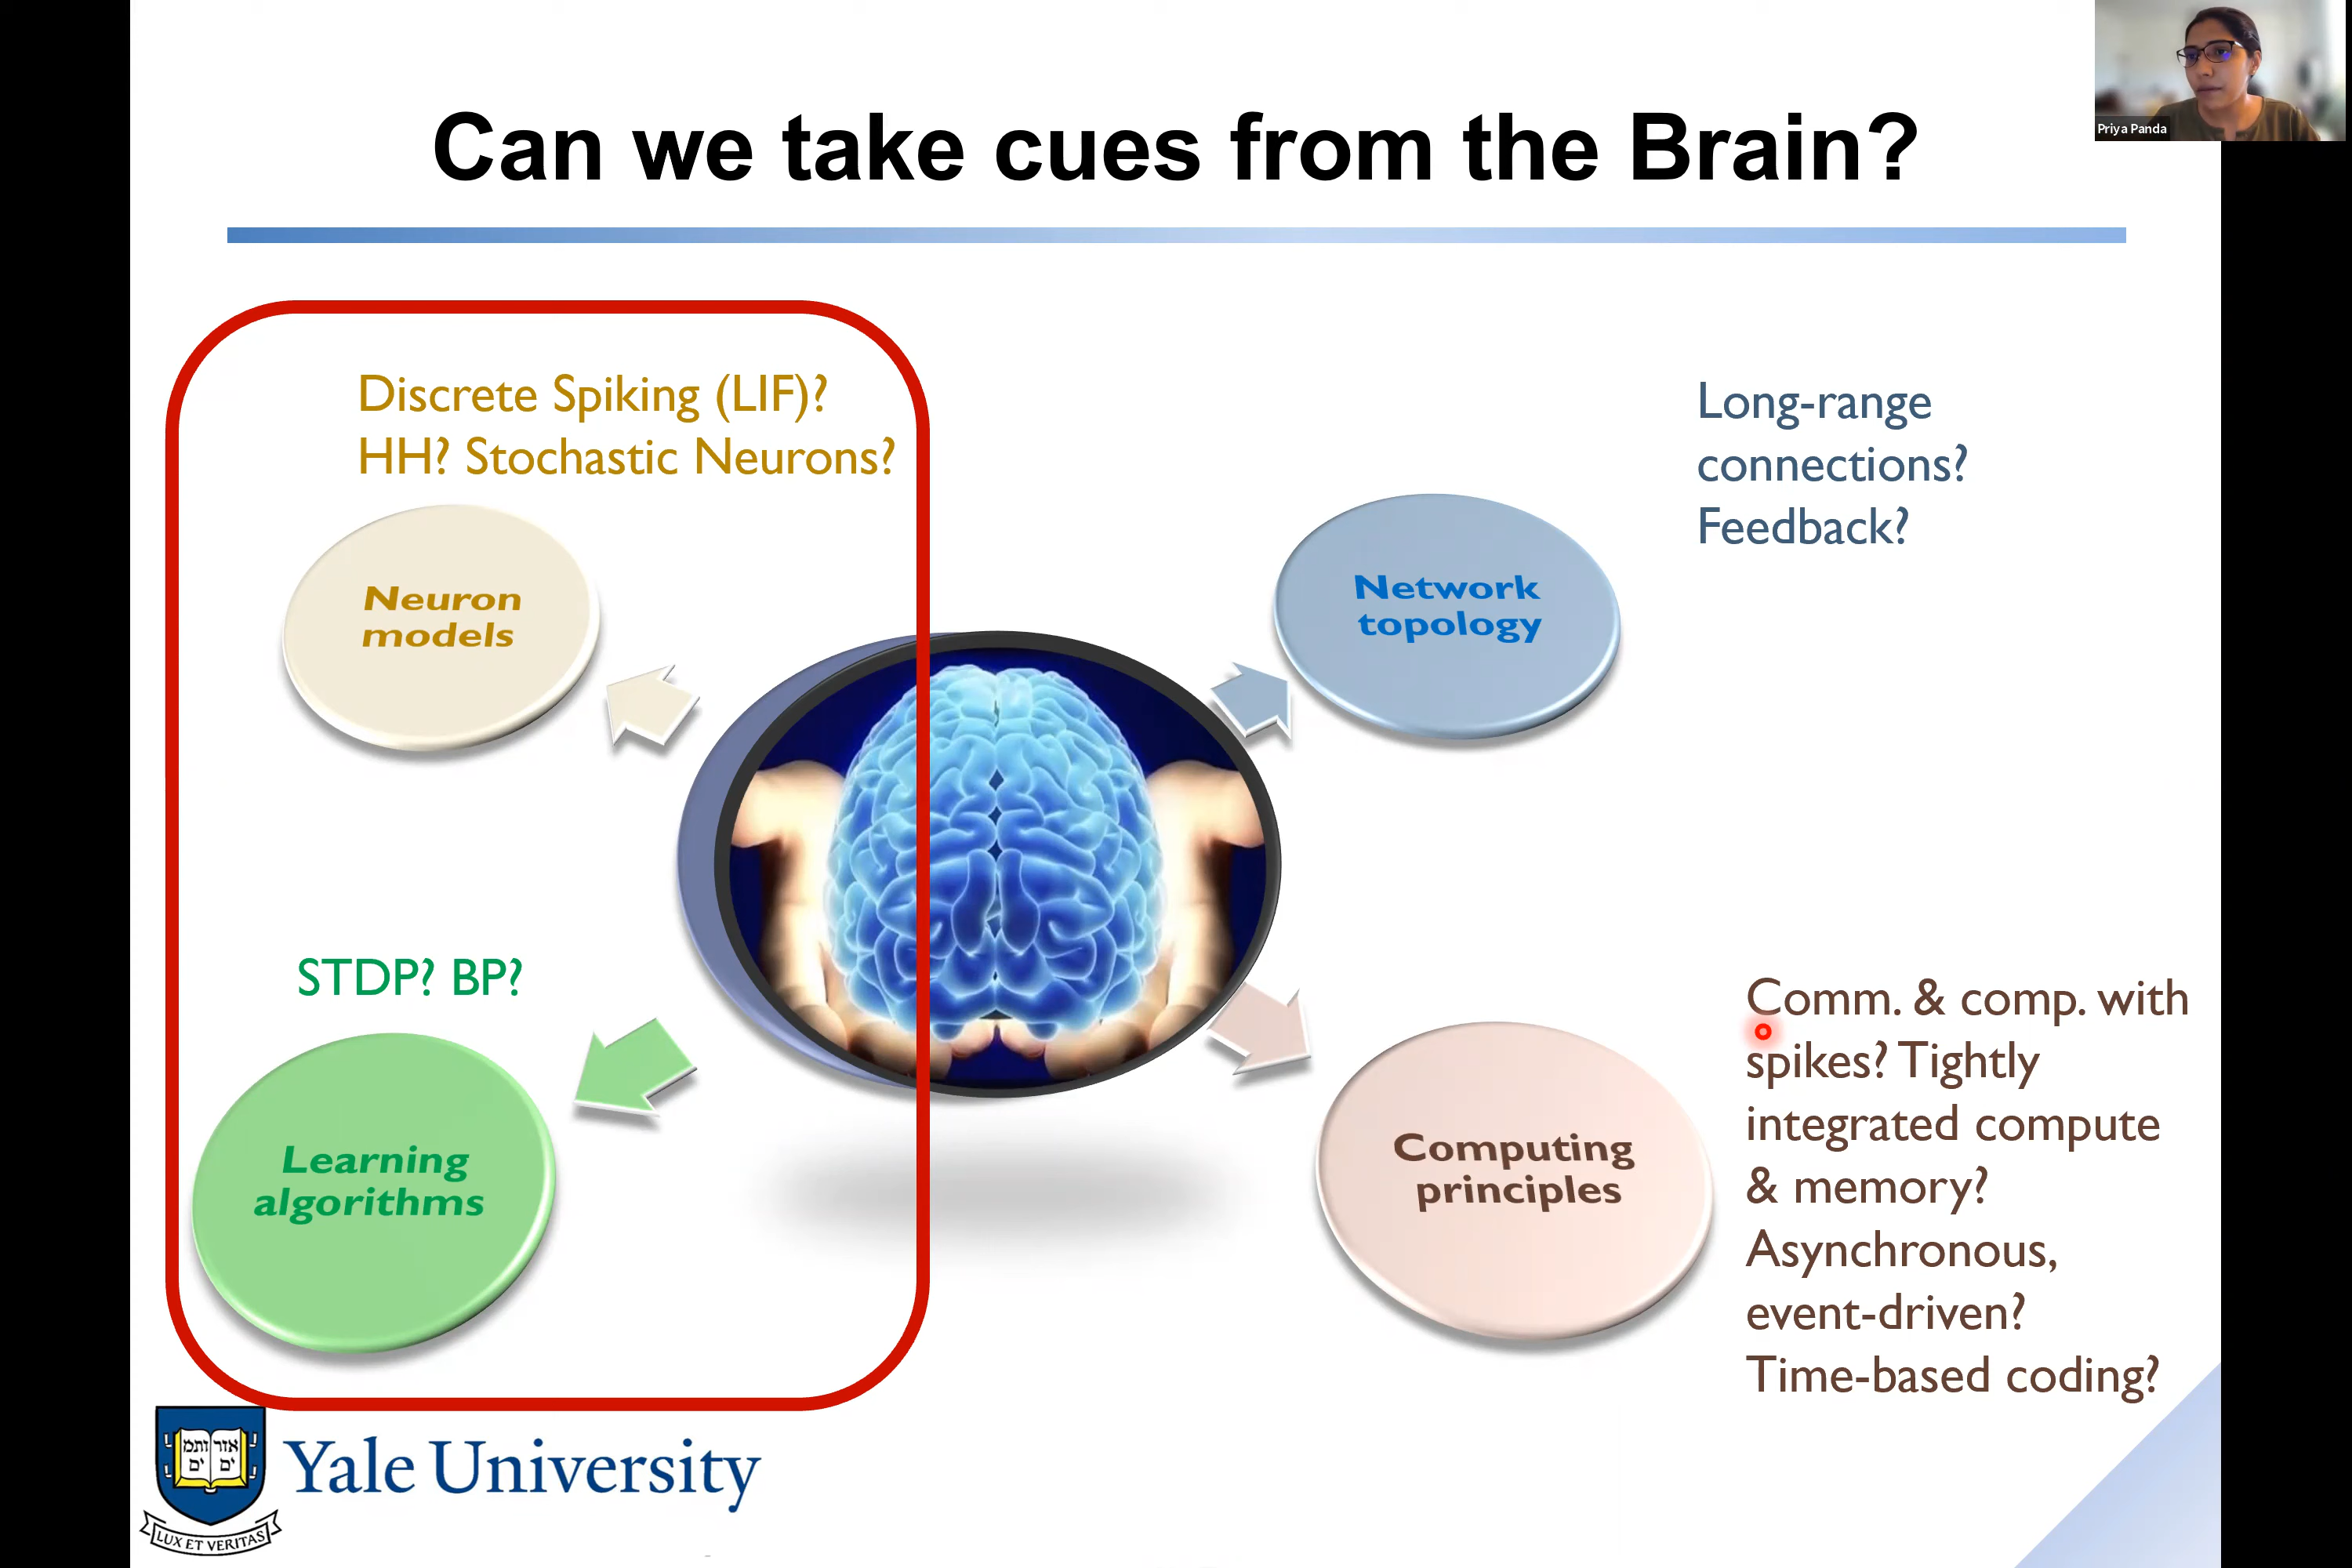 Can we take cues from the Brain?
Priya Panda
Discrete Spiking (LIF)?
HH? Stochastic Neurons?
Neuron
models
Long-range
connections?
Feedback?
Network
topology
STDP? BP?
Learning
algorithms
Computing
principles
Comm. & comp. with
spikes? Tightly
integrated compute
& memory?
Asynchronous,
event-driven?
Time-based coding?
אורי ותמים
LUX ET VERITAS
Yale University